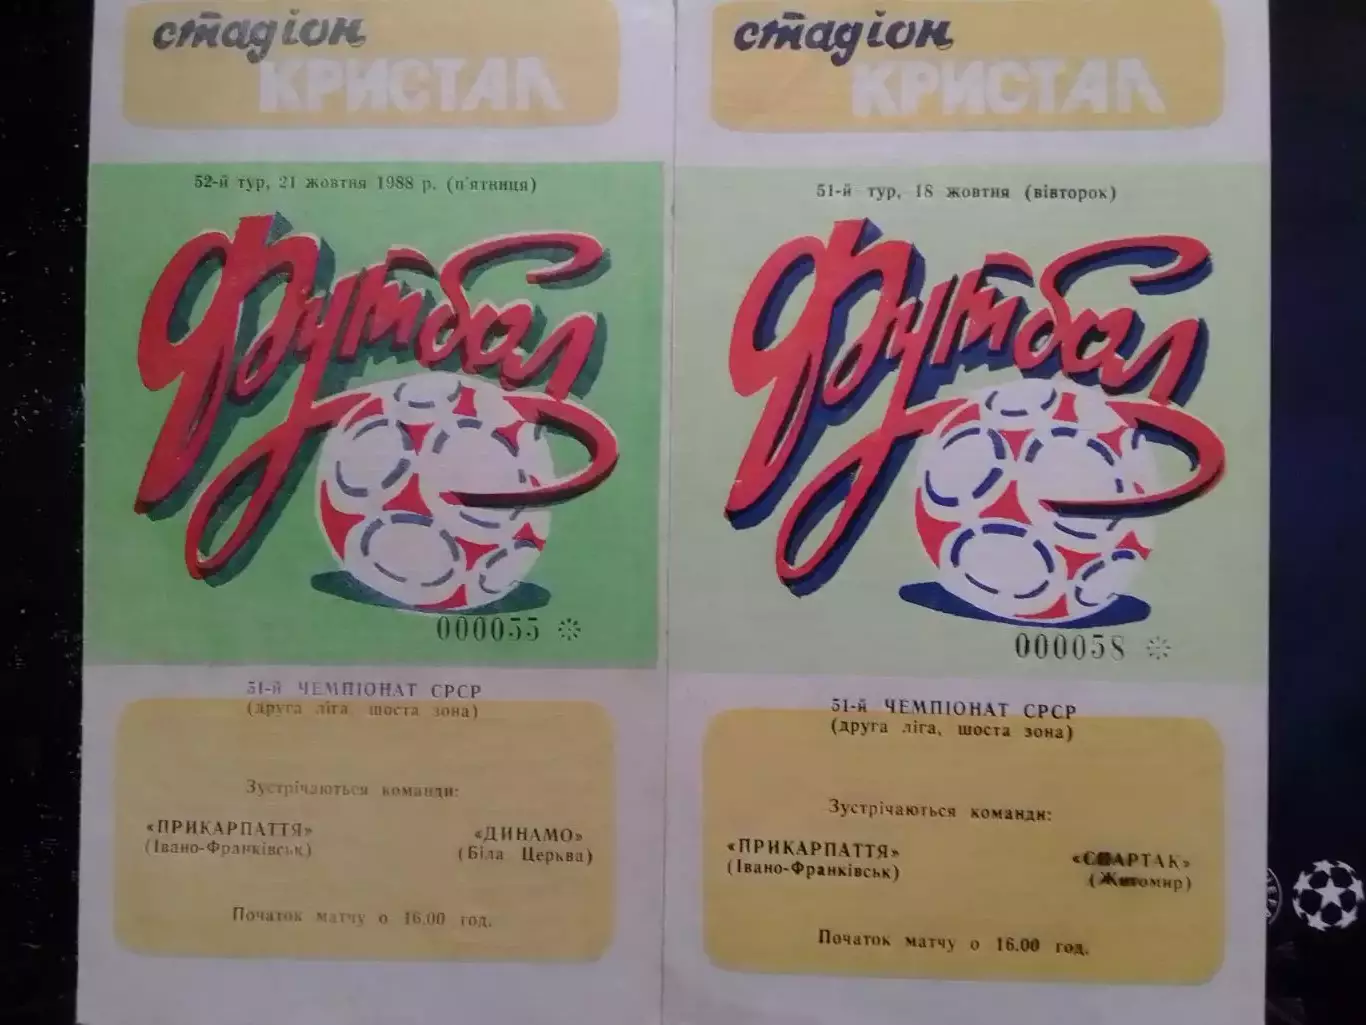 стадіон
КРИСТАЛ
52-й тур, 21 жовтня 1988 р. (п'ятниця)
Футбол
000055 *
51-й ЧЕМПІОНАТ СРСР
(друга ліга, шоста зона)
Зустрічаються команди:
«ПРИКАРПАТТЯ»
(Івано-Франківськ)
«ДИНАМО»
(Біла Церква)
Початок матчу о 16.00 год.
стадіон
КРИСТАЛ
51-й тур, 18 жовтня (вівторок)
Футбол
000058 *
51-й ЧЕМПІОНАТ СРСР
(друга ліга, шоста зона)
Зустрічаються команди:
«ПРИКАРПАТТЯ»
(Івано-Франківськ)
«СПАРТАК»
(Житомир)
Початок матчу о 16.00 год.